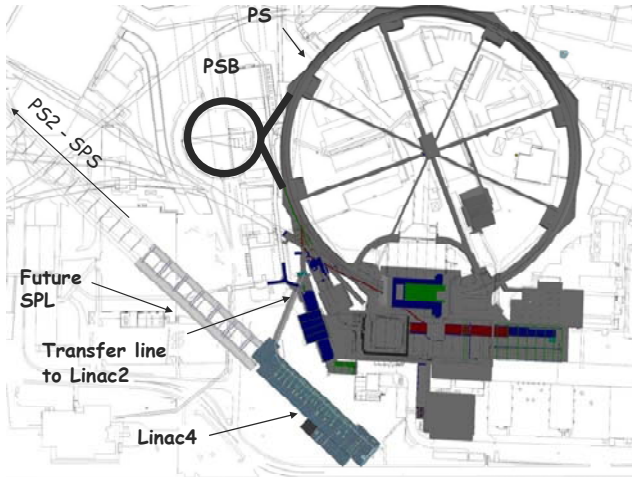 PS
PSB
PS2 - SPS
Future
SPL
Transfer line
to Linac2
Linac4